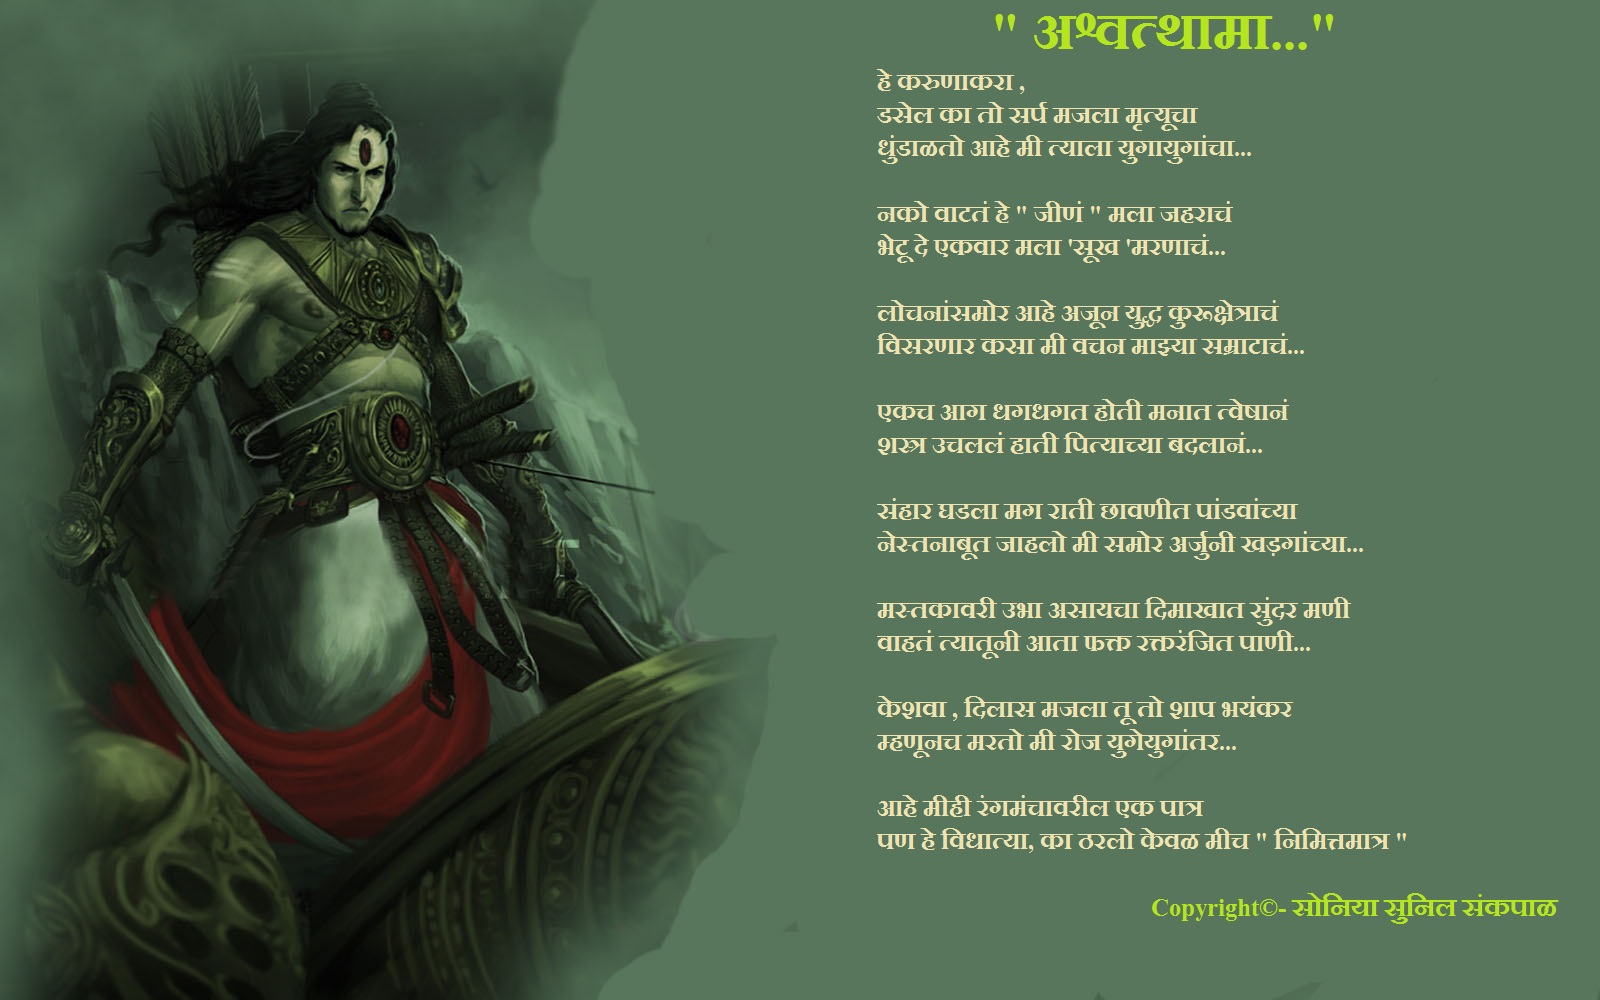 " अश्वत्थामा..."
हे करुणाकरा ,
डसेल का तो सर्प मजला मृत्यूचा
धुंडाळतो आहे मी त्याला युगायुगांचा...
नको वाटतं हे " जीणं " मला जहराचं
भेटू दे एकवार मला 'सूख 'मरणाचं...
लोचनांसमोर आहे अजून युद्ध कुरूक्षेत्राचं
विसरणार कसा मी वचन माझ्या सम्राटाचं...
एकच आग धगधगत होती मनात त्वेषानं
शस्त्र उचललं हाती पित्याच्या बदलानं...
संहार घडला मग राती छावणीत पांडवांच्या
नेस्तनाबूत जाहलो मी समोर अर्जुनी खड़गांच्या...
मस्तकावरी उभा असायचा दिमाखात सुंदर मणी
वाहतं त्यातूनी आता फक्त रक्तरंजित पाणी...
केशवा , दिलास मजला तू तो शाप भयंकर
म्हणूनच मरतो मी रोज युगेयुगांतर...
आहे मीही रंगमंचावरील एक पात्र
पण हे विधात्या, का ठरलो केवळ मीच " निमित्तमात्र "
Copyright©- सोनिया सुनिल संकपाळ